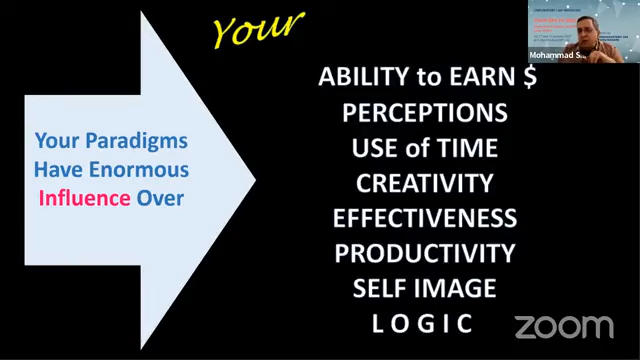 Your
Your Paradigms
Have Enormous
Influence Over
ABILITY to EARN $
PERCEPTIONS
USE of TIME
CREATIVITY
EFFECTIVENESS
PRODUCTIVITY
SELF IMAGE
L O G I C
Mohammad S...
zoom